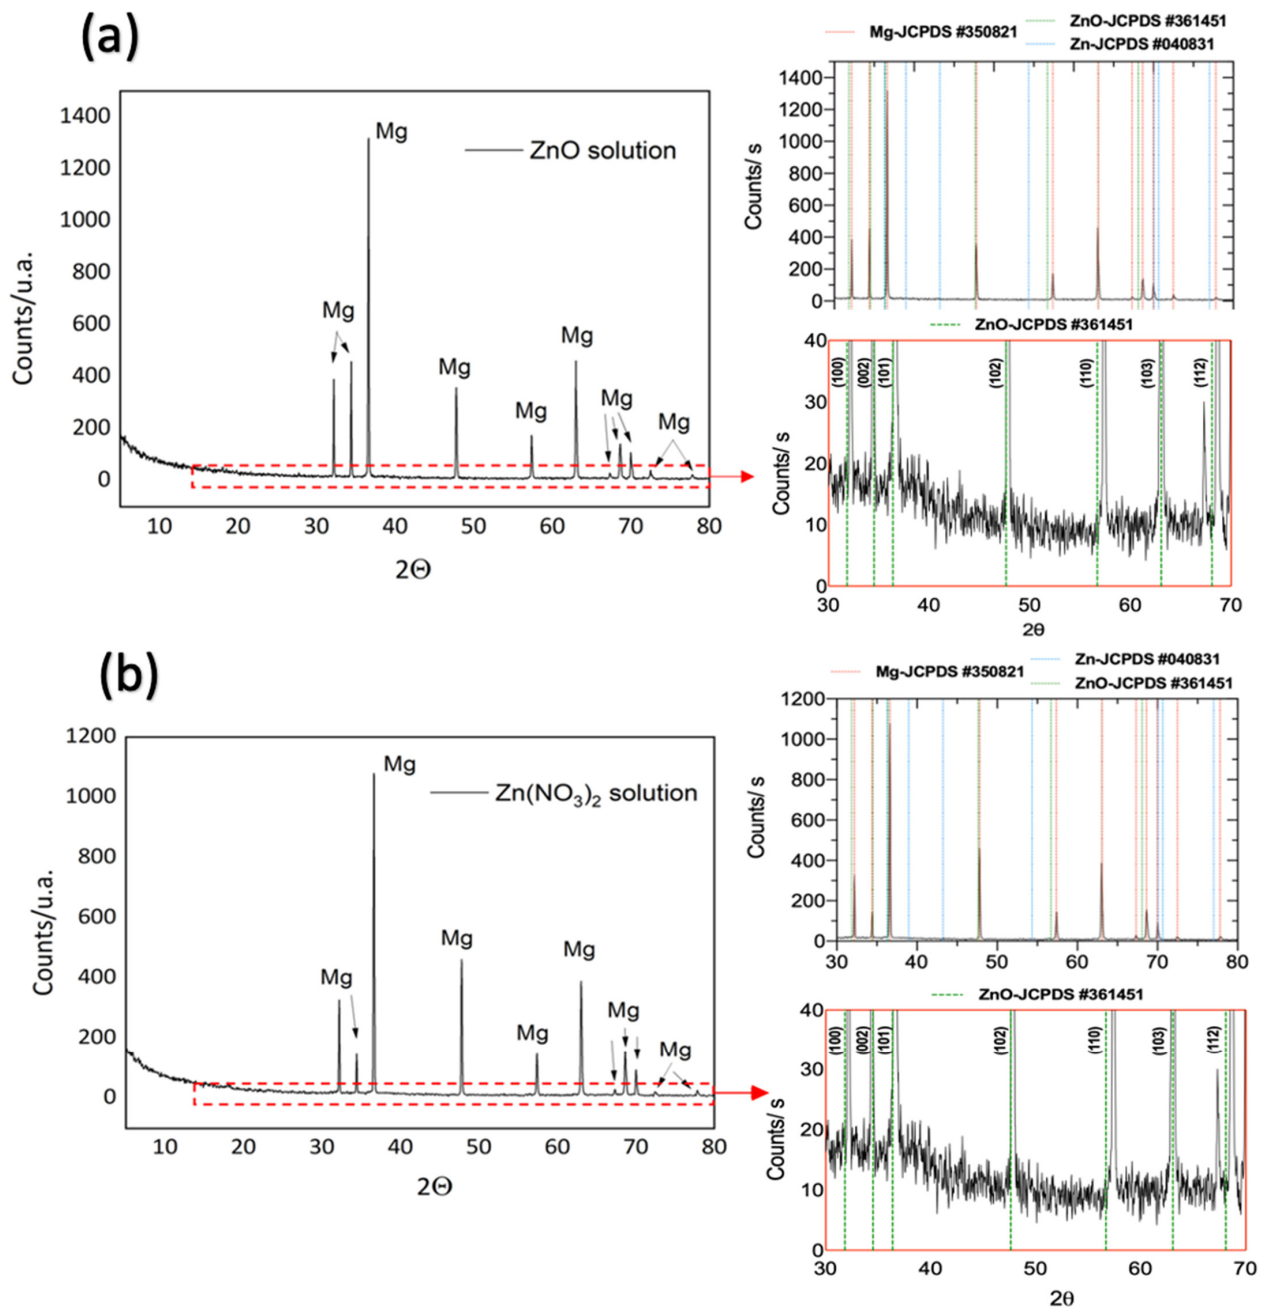 (a)
Mg-JCPDS #350821
ZnO-JCPDS #361451
Zn-JCPDS #040831
1400
1200
1000
800
600
400
200
0
Counts/u.a.
Mg
ZnO solution
Mg
Mg
Mg
Mg
Mg
Mg
10 20 30 40 50 60 70 80
2Θ
1400
1200
1000
800
600
400
200
0
Counts/ s
ZnO-JCPDS #361451
40
30
20
10
0
Counts/ s
(100) (002) (101) (102) (110) (103) (112)
30 40 50 60 70
2θ
(b)
Mg-JCPDS #350821
Zn-JCPDS #040831
ZnO-JCPDS #361451
1200
1000
800
600
400
200
0
Counts/u.a.
Mg
Zn(NO₃)₂ solution
Mg
Mg
Mg
Mg
Mg
Mg
10 20 30 40 50 60 70 80
2Θ
1200
1000
800
600
400
200
0
Counts/ s
30 40 50 60 70 80
ZnO-JCPDS #361451
40
30
20
10
0
Counts/ s
(100) (002) (101) (102) (110) (103) (112)
30 40 50 60 70
2θ